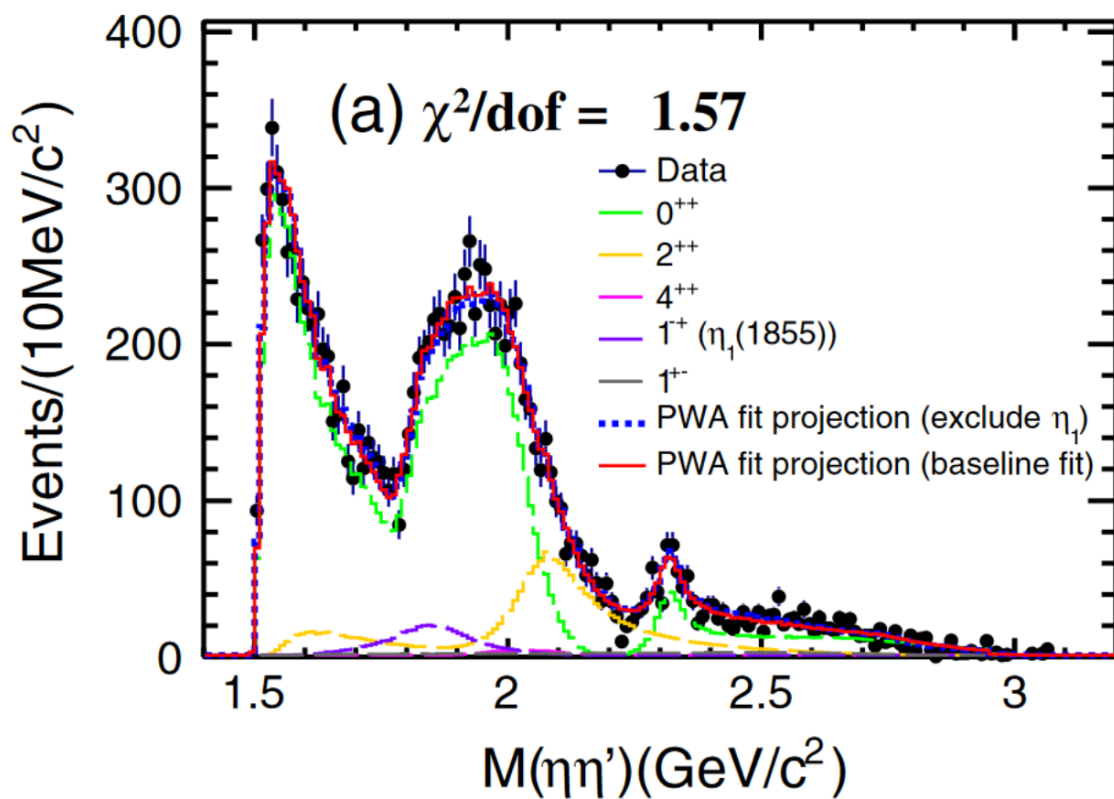 400
300
200
100
0
Events/(10MeV/c²)
(a) χ²/dof = 1.57
Data
0⁺⁺
2⁺⁺
4⁺⁺
1⁻⁺ (η₁(1855))
1⁺⁻
PWA fit projection (exclude η₁)
PWA fit projection (baseline fit)
1.5 2 2.5 3
M(ηη')(GeV/c²)